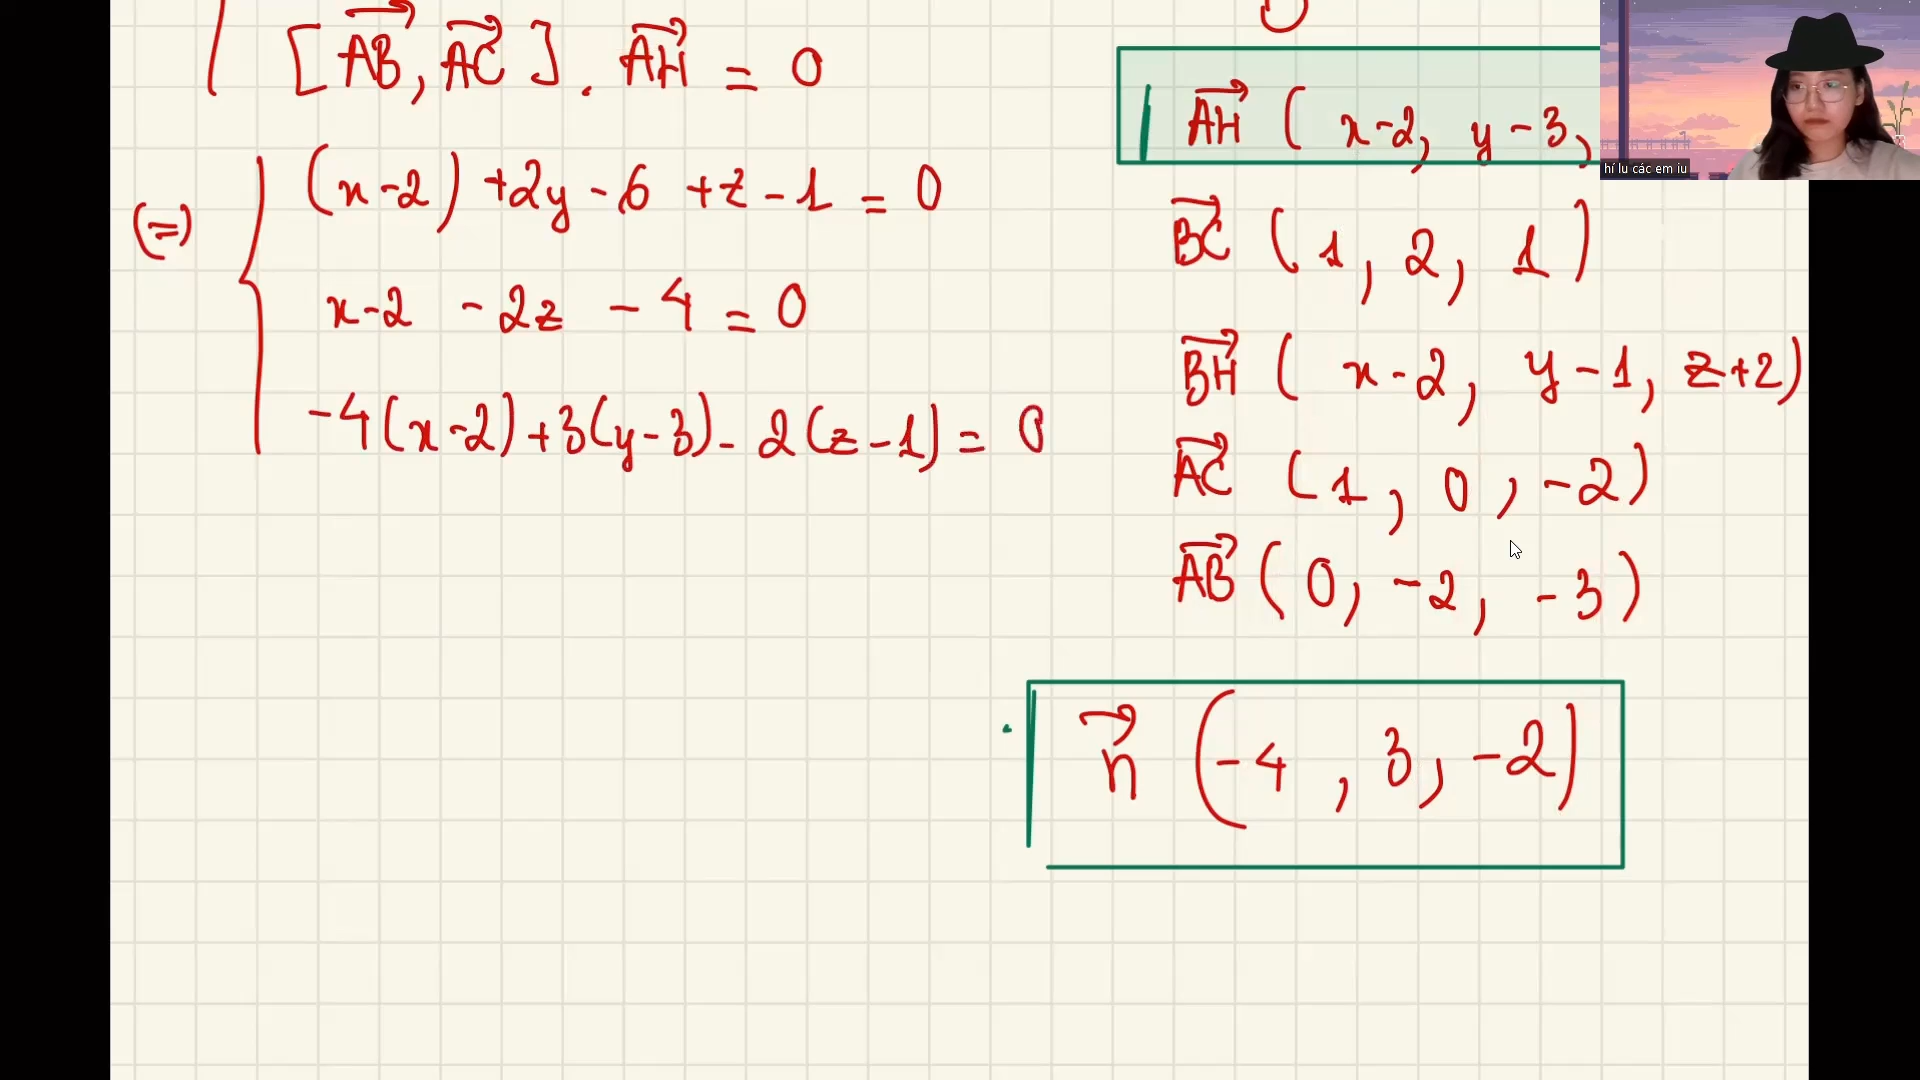 [AB, AC] . AH = 0
(=) (x-2) + 2y - 6 + z - 1 = 0
x-2 - 2z - 4 = 0
-4(x-2) + 3(y-3) - 2(z-1) = 0
AH ( x-2, y-3,
BC ( 1, 2, 1 )
BH ( x-2, y-1, z+2)
AC ( 1, 0, -2)
AB ( 0, -2, -3)
n (-4, 3, -2)
hí lu các em iu